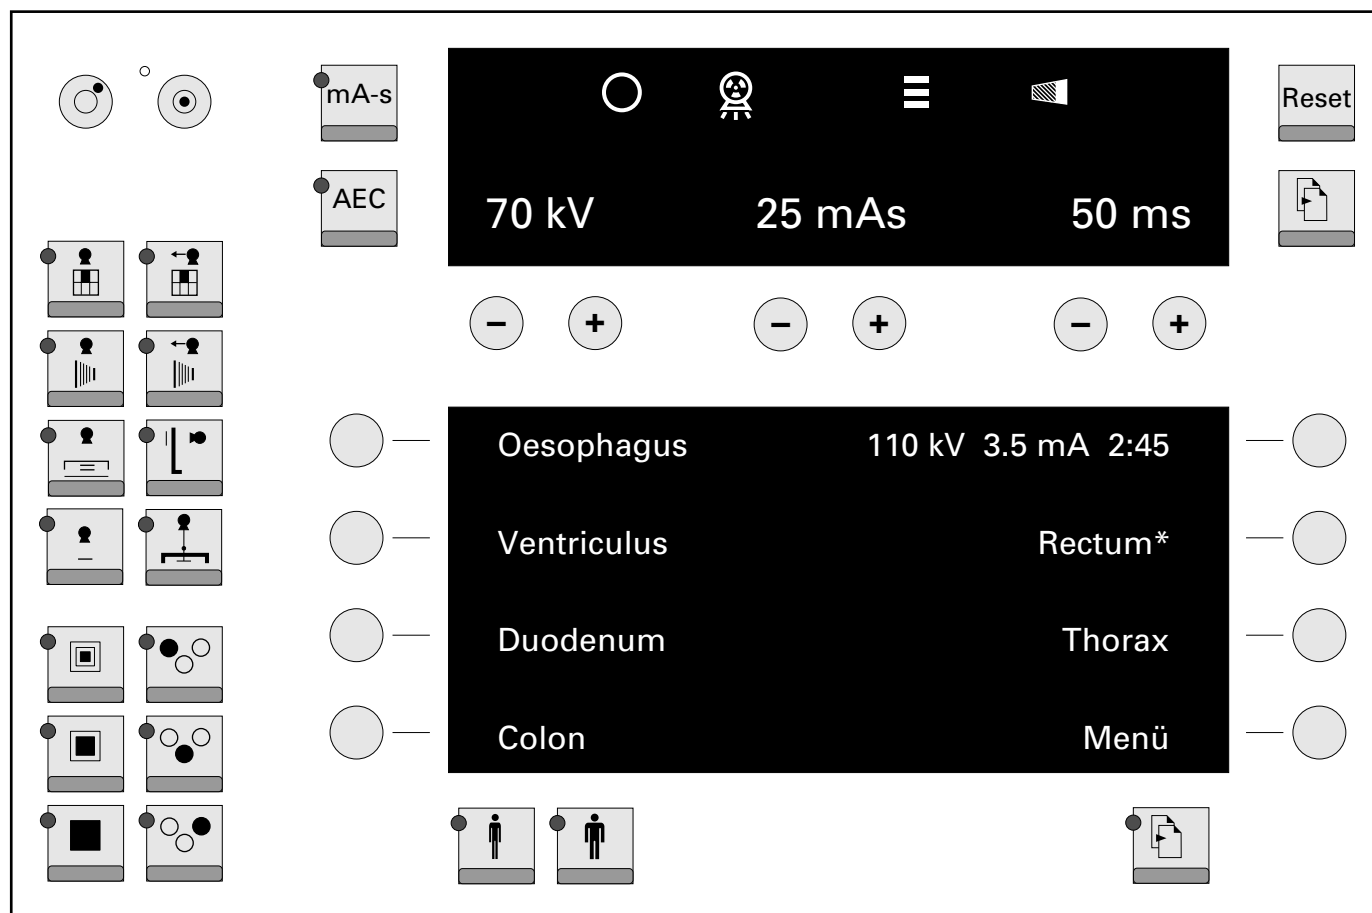 mA-s
Reset
AEC
70 kV 25 mAs 50 ms
− + − + − +
Oesophagus 110 kV 3.5 mA 2:45
Ventriculus Rectum*
Duodenum Thorax
Colon Menü